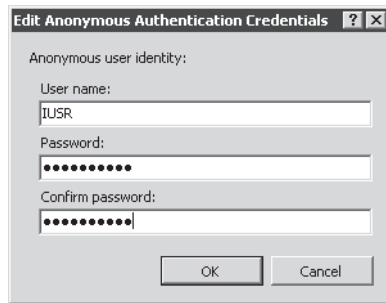 Edit Anonymous Authentication Credentials ? X
Anonymous user identity:
User name:
IUSR
Password:
●●●●●●●●●●
Confirm password:
●●●●●●●●●●
OK Cancel